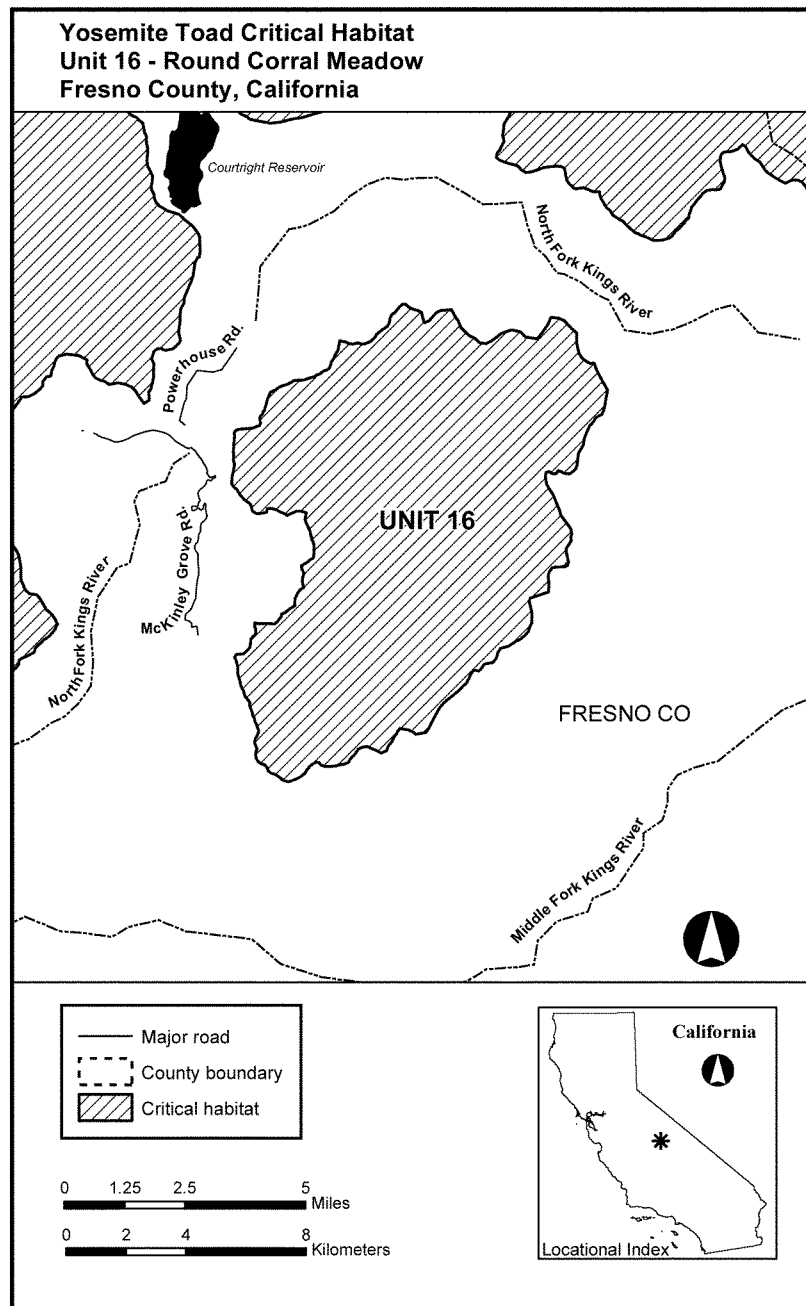 Yosemite Toad Critical Habitat
Unit 16 - Round Corral Meadow
Fresno County, California
Courtright Reservoir
North Fork Kings River
Powerhouse Rd.
UNIT 16
McKinley Grove Rd.
North Fork Kings River
FRESNO CO
Middle Fork Kings River
Major road
County boundary
Critical habitat
0 1.25 2.5 5
Miles
0 2 4 8
Kilometers
California
Locational Index